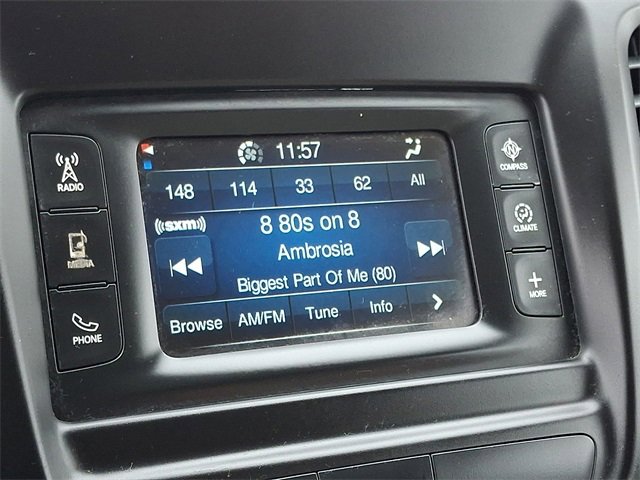 RADIO
MEDIA
PHONE
11:57
148 114 33 62 All
((sxm))
8 80s on 8
Ambrosia
Biggest Part Of Me (80)
Browse AM/FM Tune Info
N
COMPASS
CLIMATE
+
MORE